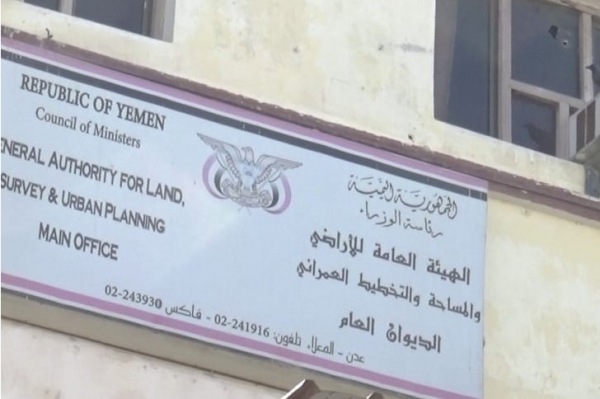 REPUBLIC OF YEMEN
Council of Ministers
ENERAL AUTHORITY FOR LAND,
SURVEY & URBAN PLANNING
MAIN OFFICE
الجمهورية اليمنية
رئاسة الوزراء
الهيئة العامة للأراضي
والمساحة والتخطيط العمراني
الديوان العام
عدن - المعلا، تلفون: 241916-02 - فاكس 243930-02